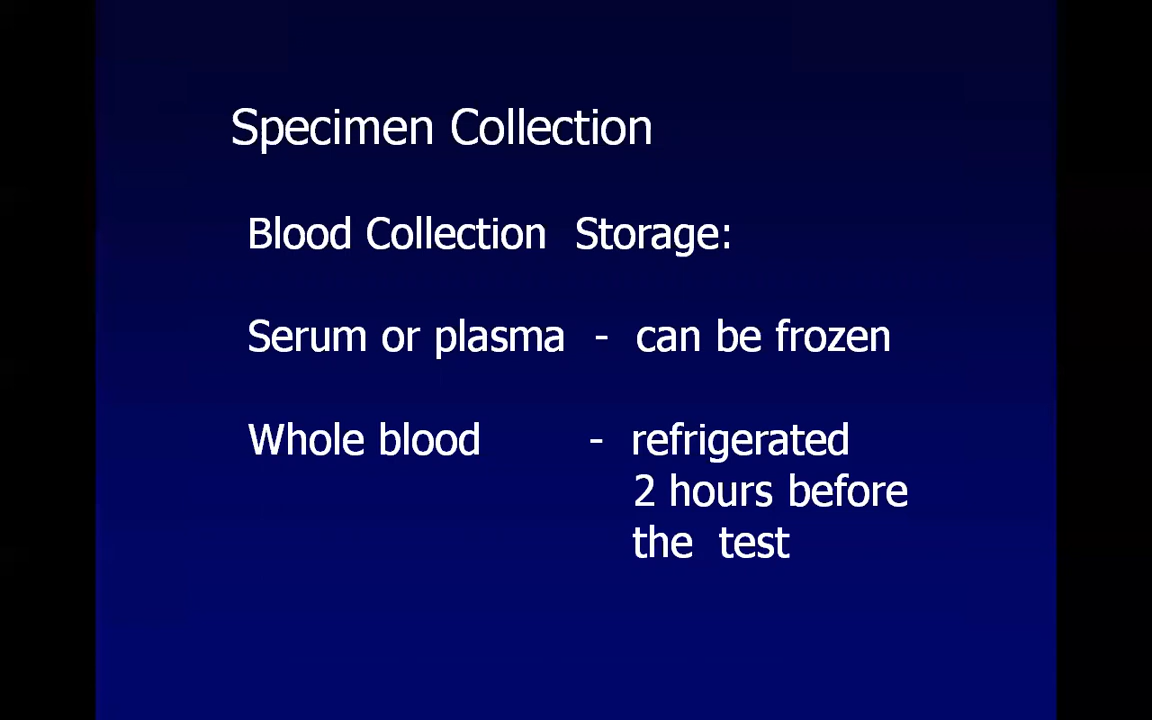 Specimen Collection
Blood Collection Storage:
Serum or plasma - can be frozen
Whole blood - refrigerated
2 hours before
the test